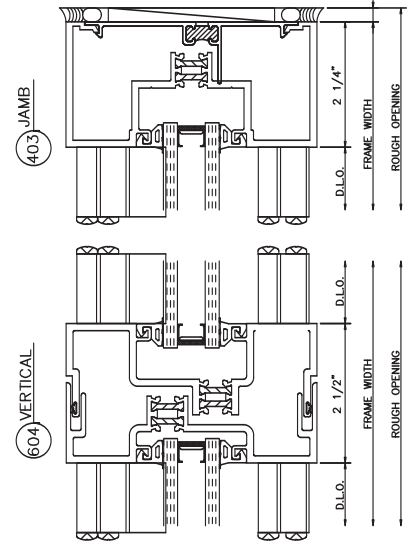 403 JAMB
2 1/4"
D.L.O.
FRAME WIDTH
ROUGH OPENING
604 VERTICAL
D.L.O.
2 1/2"
D.L.O.
FRAME WIDTH
ROUGH OPENING